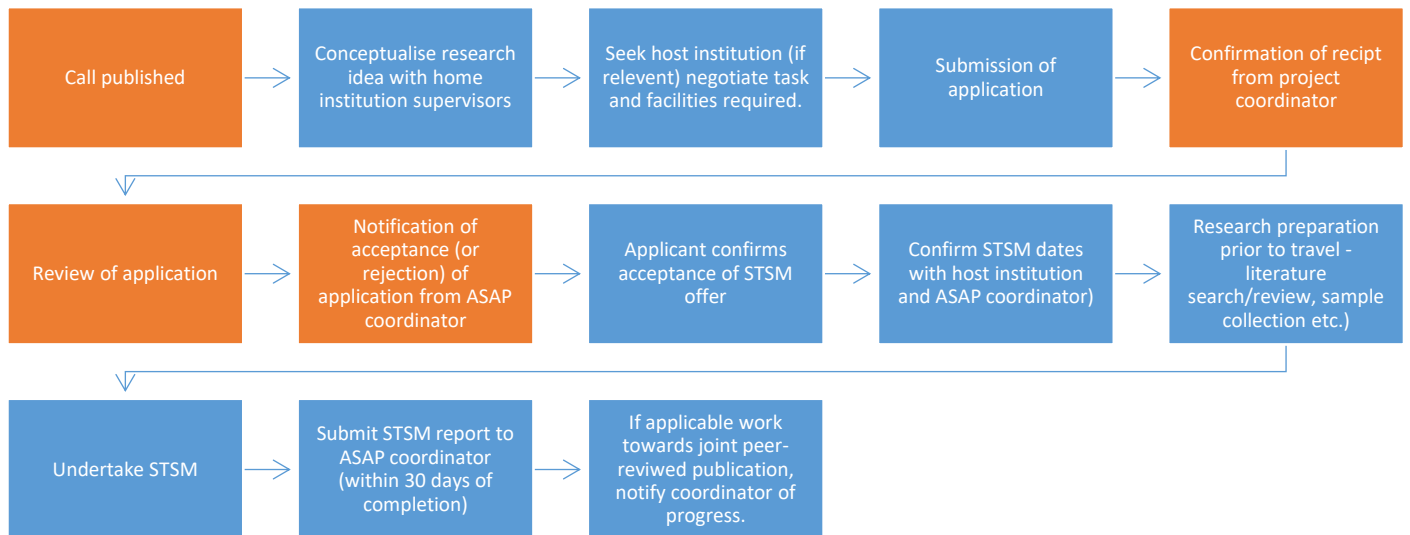 Call published
Conceptualise research
idea with home
institution supervisors
Seek host institution (if
relevent) negotiate task
and facilities required.
Submission of
application
Confirmation of recipt
from project
coordinator
Review of application
Notification of
acceptance (or
rejection) of
application from ASAP
coordinator
Applicant confirms
acceptance of STSM
offer
Confirm STSM dates
with host institution
and ASAP coordinator)
Research preparation
prior to travel -
literature
search/review, sample
collection etc.)
Undertake STSM
Submit STSM report to
ASAP coordinator
(within 30 days of
completion)
If applicable work
towards joint peer-
reviwed publication,
notify coordinator of
progress.